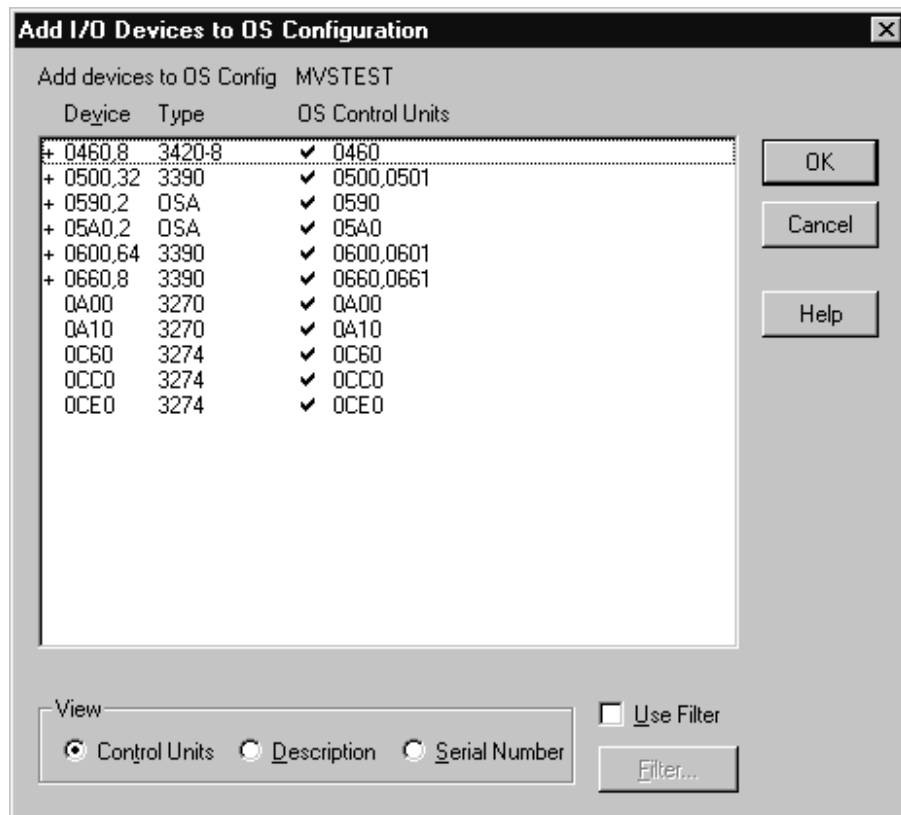 Add I/O Devices to OS Configuration
Add devices to OS Config MVSTEST
Device Type OS Control Units
+ 0460,8 3420-8 ✔ 0460
+ 0500,32 3390 ✔ 0500,0501
+ 0590,2 OSA ✔ 0590
+ 05A0,2 OSA ✔ 05A0
+ 0600,64 3390 ✔ 0600,0601
+ 0660,8 3390 ✔ 0660,0661
0A00 3270 ✔ 0A00
0A10 3270 ✔ 0A10
0C60 3274 ✔ 0C60
0CC0 3274 ✔ 0CC0
0CE0 3274 ✔ 0CE0
OK
Cancel
Help
View
Control Units Description Serial Number
Use Filter
Filter...